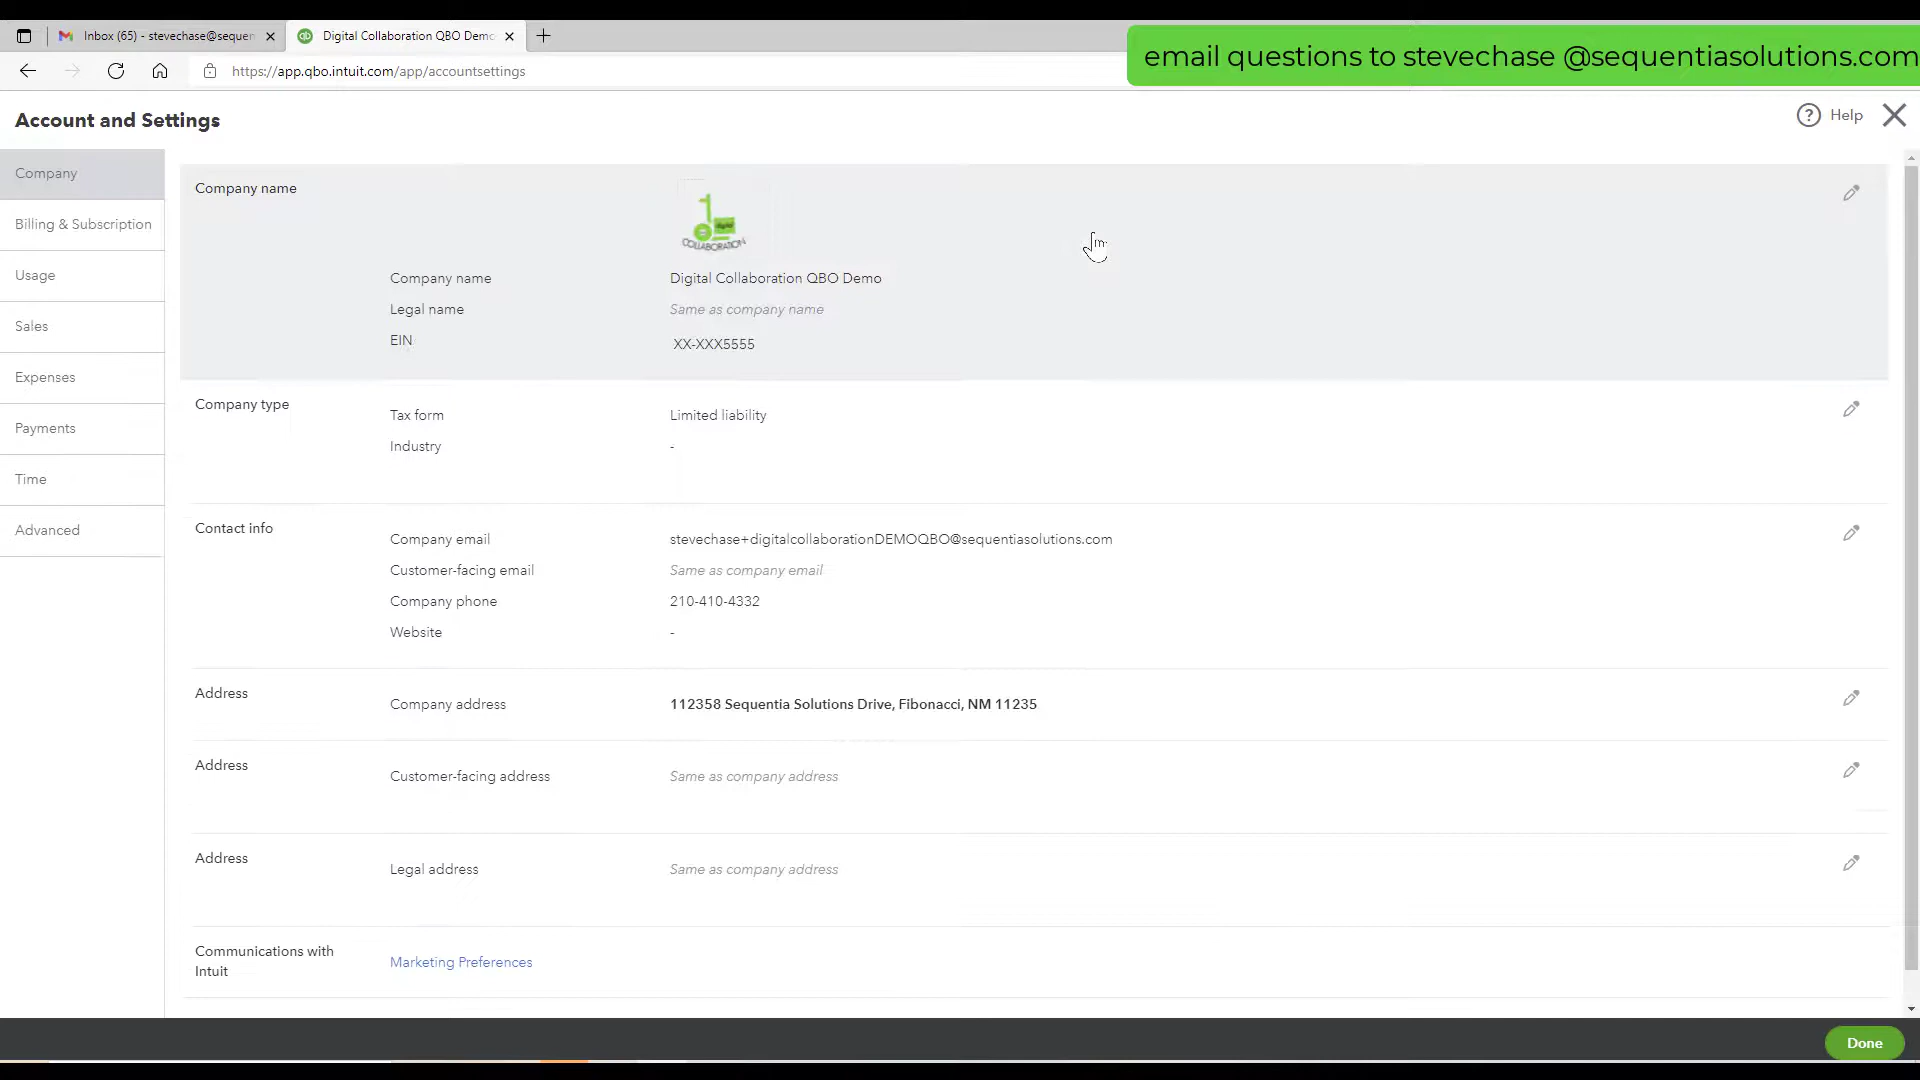 Inbox (65) - stevechase@sequen
Digital Collaboration QBO Demo
email questions to stevechase @sequentiasolutions.com
https://app.qbo.intuit.com/app/accountsettings
Account and Settings
? Help
Company
Billing & Subscription
Usage
Sales
Expenses
Payments
Time
Advanced
Company name
digital
COLLABORATION
Company name Digital Collaboration QBO Demo
Legal name Same as company name
EIN XX-XXX5555
Company type
Tax form Limited liability
Industry -
Contact info
Company email stevechase+digitalcollaborationDEMOQBO@sequentiasolutions.com
Customer-facing email Same as company email
Company phone 210-410-4332
Website -
Address
Company address 112358 Sequentia Solutions Drive, Fibonacci, NM 11235
Address
Customer-facing address Same as company address
Address
Legal address Same as company address
Communications with
Intuit
Marketing Preferences
Done